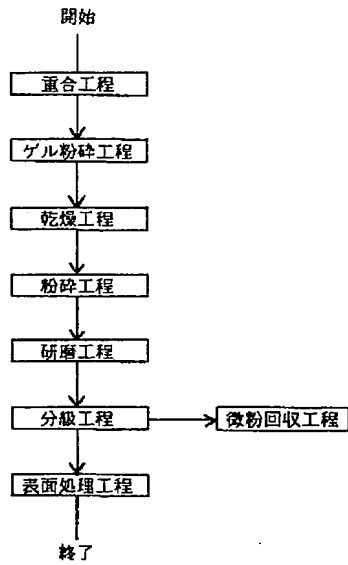 開始
重合工程
ゲル粉砕工程
乾燥工程
粉砕工程
研磨工程
分級工程
微粉回収工程
表面処理工程
終了